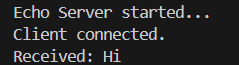 Echo Server started...
Client connected.
Received: Hi